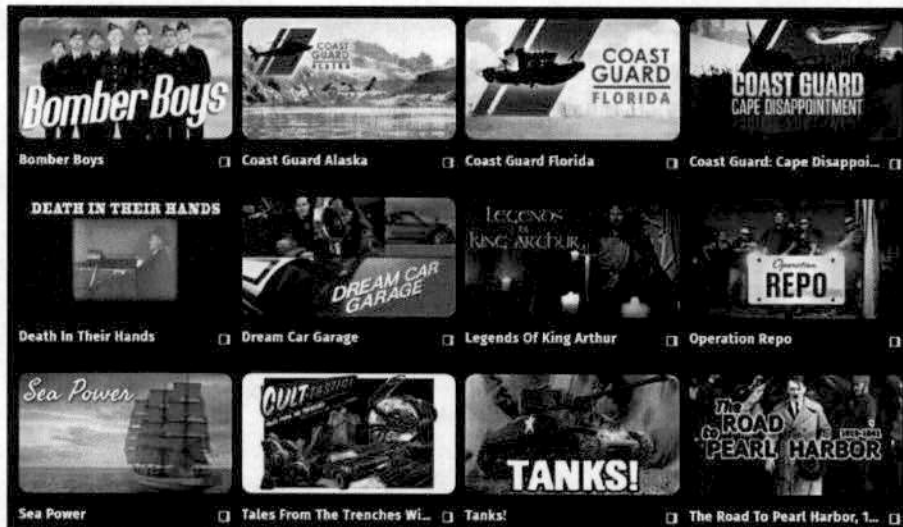 Bomber Boys
COAST
GUARD
ALASKA
COAST
GUARD
FLORIDA
COAST GUARD
CAPE DISAPPOINTMENT
Bomber Boys
Coast Guard Alaska
Coast Guard Florida
Coast Guard: Cape Disappoi...
DEATH IN THEIR HANDS
DREAM CAR
GARAGE
LEGENDS
of
KING ARTHUR
Operation
REPO
Death In Their Hands
Dream Car Garage
Legends Of King Arthur
Operation Repo
Sea Power
CULT-TASTIC!
TANKS!
The
ROAD
to
PEARL HARBOR
Sea Power
Tales From The Trenches Wi...
Tanks!
The Road To Pearl Harbor, 1...